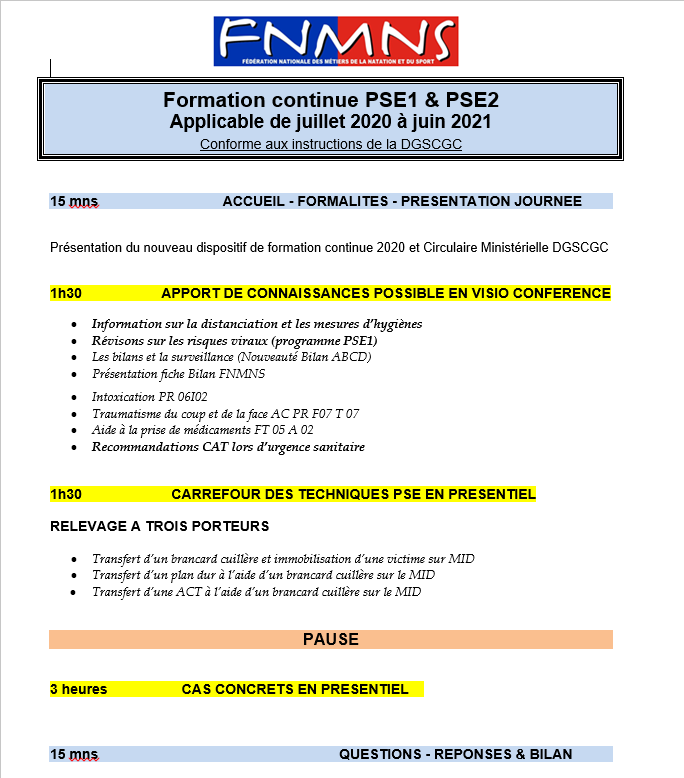 FNMNS
FÉDÉRATION NATIONALE DES MÉTIERS DE LA NATATION ET DU SPORT
Formation continue PSE1 & PSE2
Applicable de juillet 2020 à juin 2021
Conforme aux instructions de la DGSCGC
15 mns ACCUEIL - FORMALITES - PRESENTATION JOURNEE
Présentation du nouveau dispositif de formation continue 2020 et Circulaire Ministérielle DGSCGC
1h30 APPORT DE CONNAISSANCES POSSIBLE EN VISIO CONFERENCE
• Information sur la distanciation et les mesures d'hygiènes
• Révisons sur les risques viraux (programme PSE1)
• Les bilans et la surveillance (Nouveauté Bilan ABCD)
• Présentation fiche Bilan FNMNS
• Intoxication PR 06I02
• Traumatisme du coup et de la face AC PR F07 T 07
• Aide à la prise de médicaments FT 05 A 02
• Recommandations CAT lors d'urgence sanitaire
1h30 CARREFOUR DES TECHNIQUES PSE EN PRESENTIEL
RELEVAGE A TROIS PORTEURS
• Transfert d'un brancard cuillère et immobilisation d'une victime sur MID
• Transfert d'un plan dur à l'aide d'un brancard cuillère sur le MID
• Transfert d'une ACT à l'aide d'un brancard cuillère sur le MID
PAUSE
3 heures CAS CONCRETS EN PRESENTIEL
15 mns QUESTIONS - REPONSES & BILAN